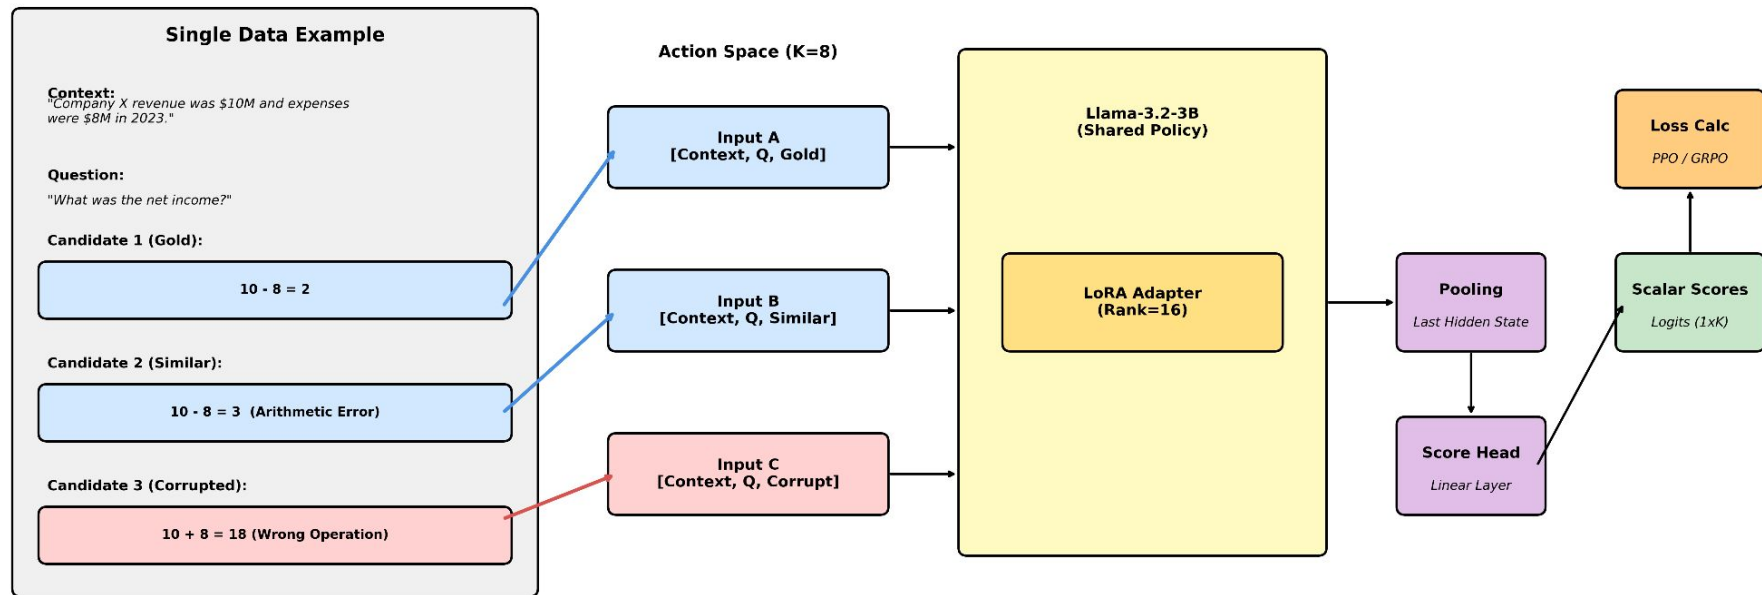 Single Data Example
Context:
"Company X revenue was $10M and expenses
were $8M in 2023."
Question:
"What was the net income?"
Candidate 1 (Gold):
10 - 8 = 2
Candidate 2 (Similar):
10 - 8 = 3  (Arithmetic Error)
Candidate 3 (Corrupted):
10 + 8 = 18 (Wrong Operation)
Action Space (K=8)
Input A
[Context, Q, Gold]
Input B
[Context, Q, Similar]
Input C
[Context, Q, Corrupt]
Llama-3.2-3B
(Shared Policy)
LoRA Adapter
(Rank=16)
Pooling
Last Hidden State
Score Head
Linear Layer
Loss Calc
PPO / GRPO
Scalar Scores
Logits (1xK)